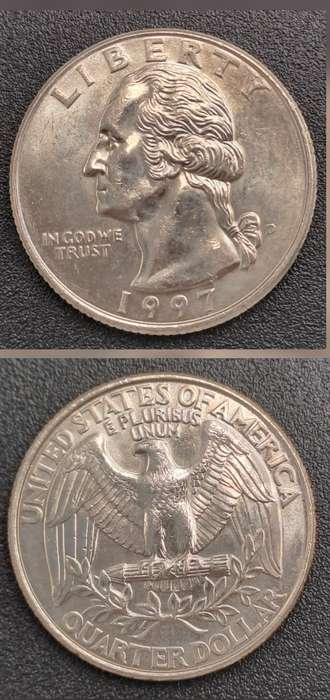 LIBERTY
IN GOD WE
TRUST
P
1997
UNITED STATES OF AMERICA
E PLURIBUS
UNUM
QUARTER DOLLAR